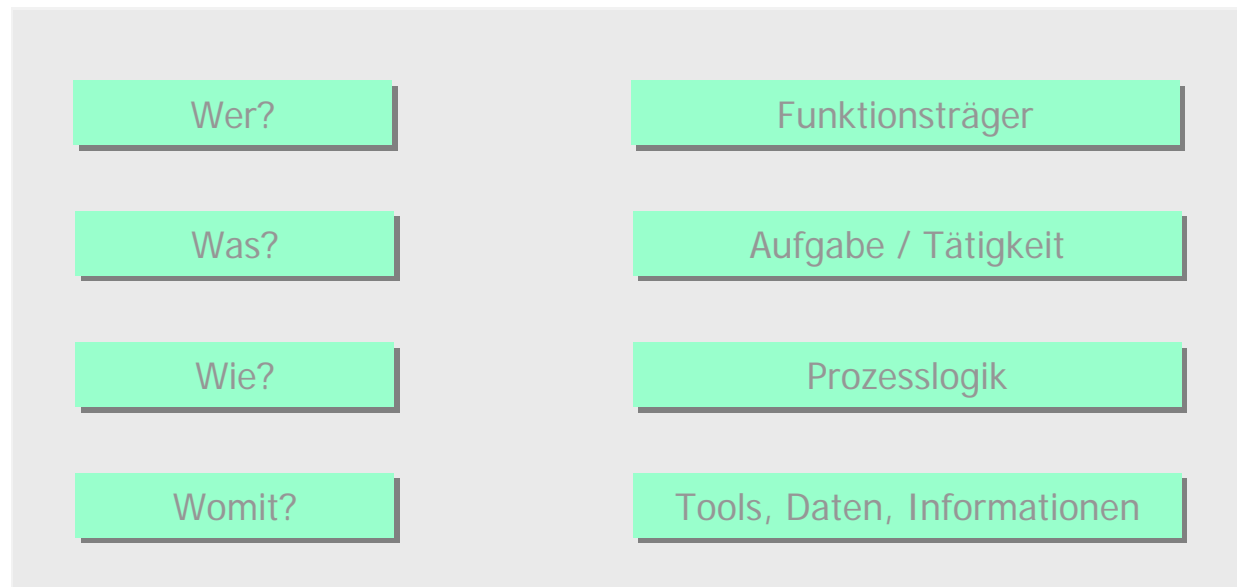 Wer?
Funktionsträger
Was?
Aufgabe / Tätigkeit
Wie?
Prozesslogik
Womit?
Tools, Daten, Informationen